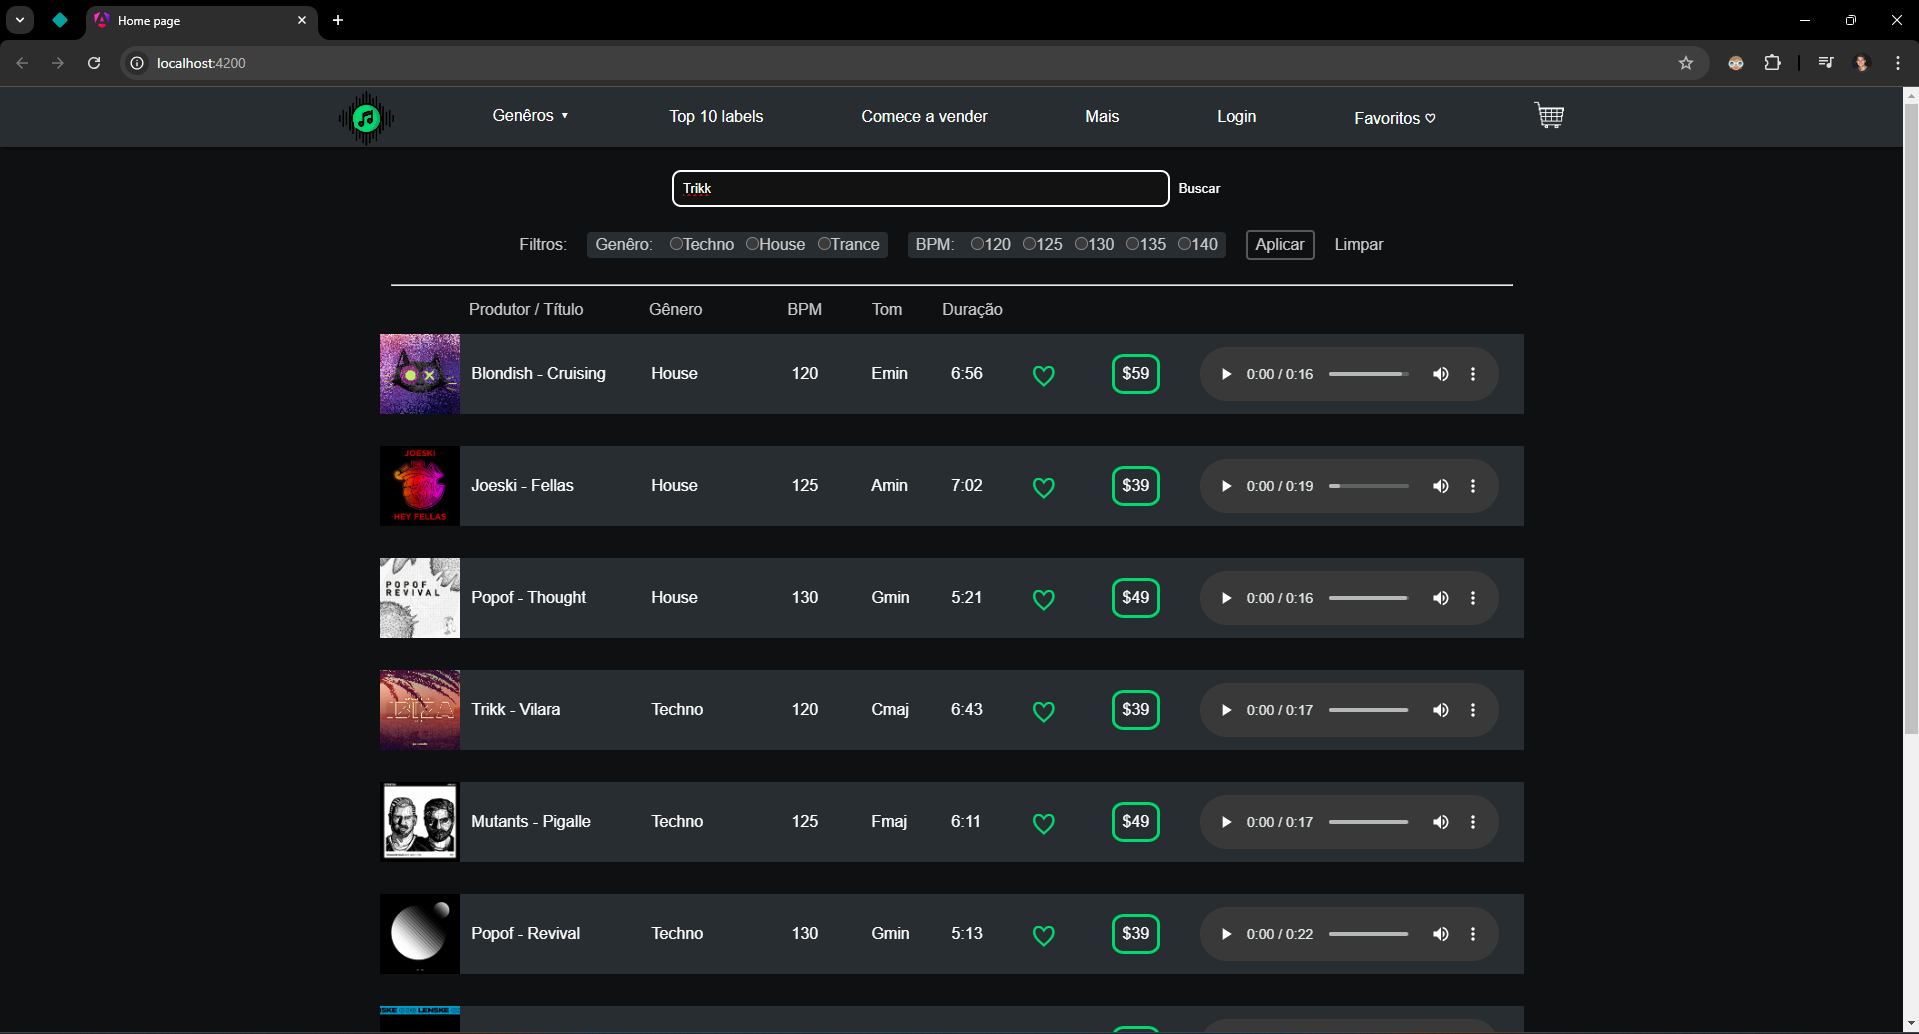 Home page
localhost:4200
Genêros ▾
Top 10 labels
Comece a vender
Mais
Login
Favoritos ♡
Trikk
Buscar
Filtros: Genêro: Techno House Trance BPM: 120 125 130 135 140 Aplicar Limpar
Produtor / Título Gênero BPM Tom Duração
Blondish - Cruising House 120 Emin 6:56 $59 0:00 / 0:16
JOESKI
HEY FELLAS
Joeski - Fellas House 125 Amin 7:02 $39 0:00 / 0:19
POPOF
REVIVAL
Popof - Thought House 130 Gmin 5:21 $49 0:00 / 0:16
IBIZA
Trikk - Vilara Techno 120 Cmaj 6:43 $39 0:00 / 0:17
Mutants - Pigalle Techno 125 Fmaj 6:11 $49 0:00 / 0:17
Popof - Revival Techno 130 Gmin 5:13 $39 0:00 / 0:22
LENSKE